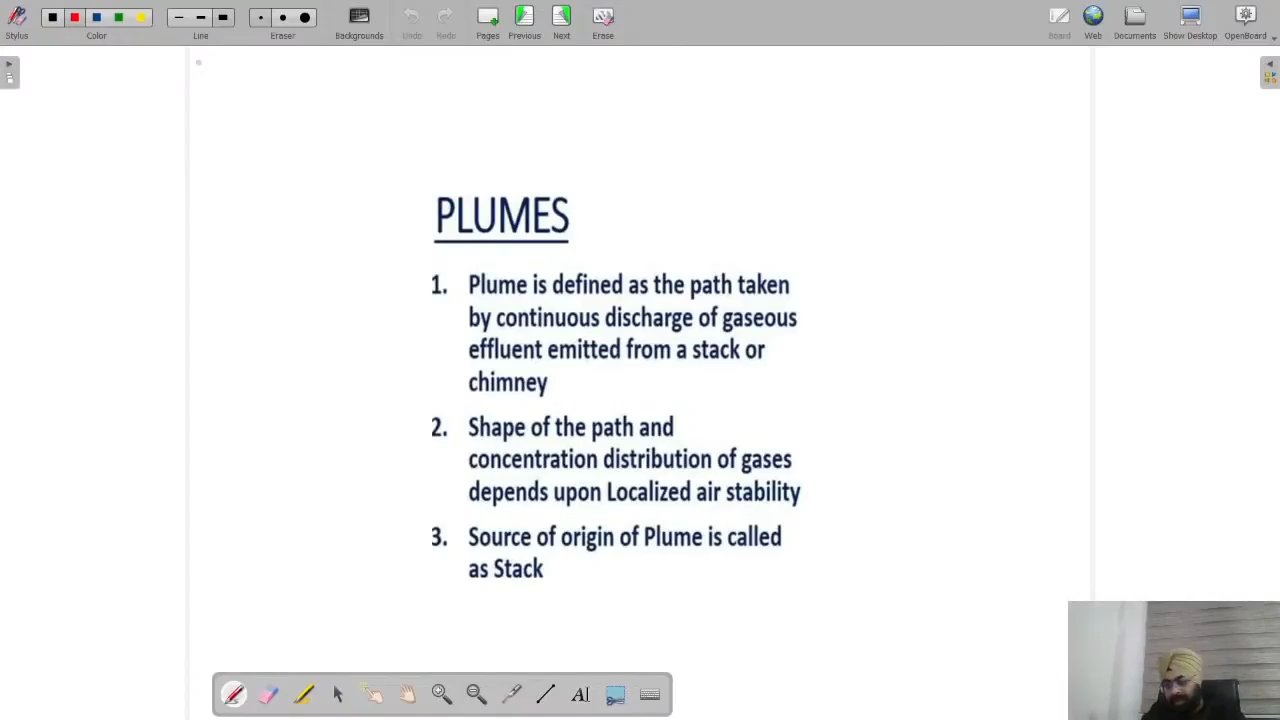 Stylus
Color
Line
Eraser
Backgrounds
Undo
Redo
Pages
Previous
Next
Erase
Board
Web
Documents
Show Desktop
OpenBoard
PLUMES
1. Plume is defined as the path taken
by continuous discharge of gaseous
effluent emitted from a stack or
chimney
2. Shape of the path and
concentration distribution of gases
depends upon Localized air stability
3. Source of origin of Plume is called
as Stack
AI